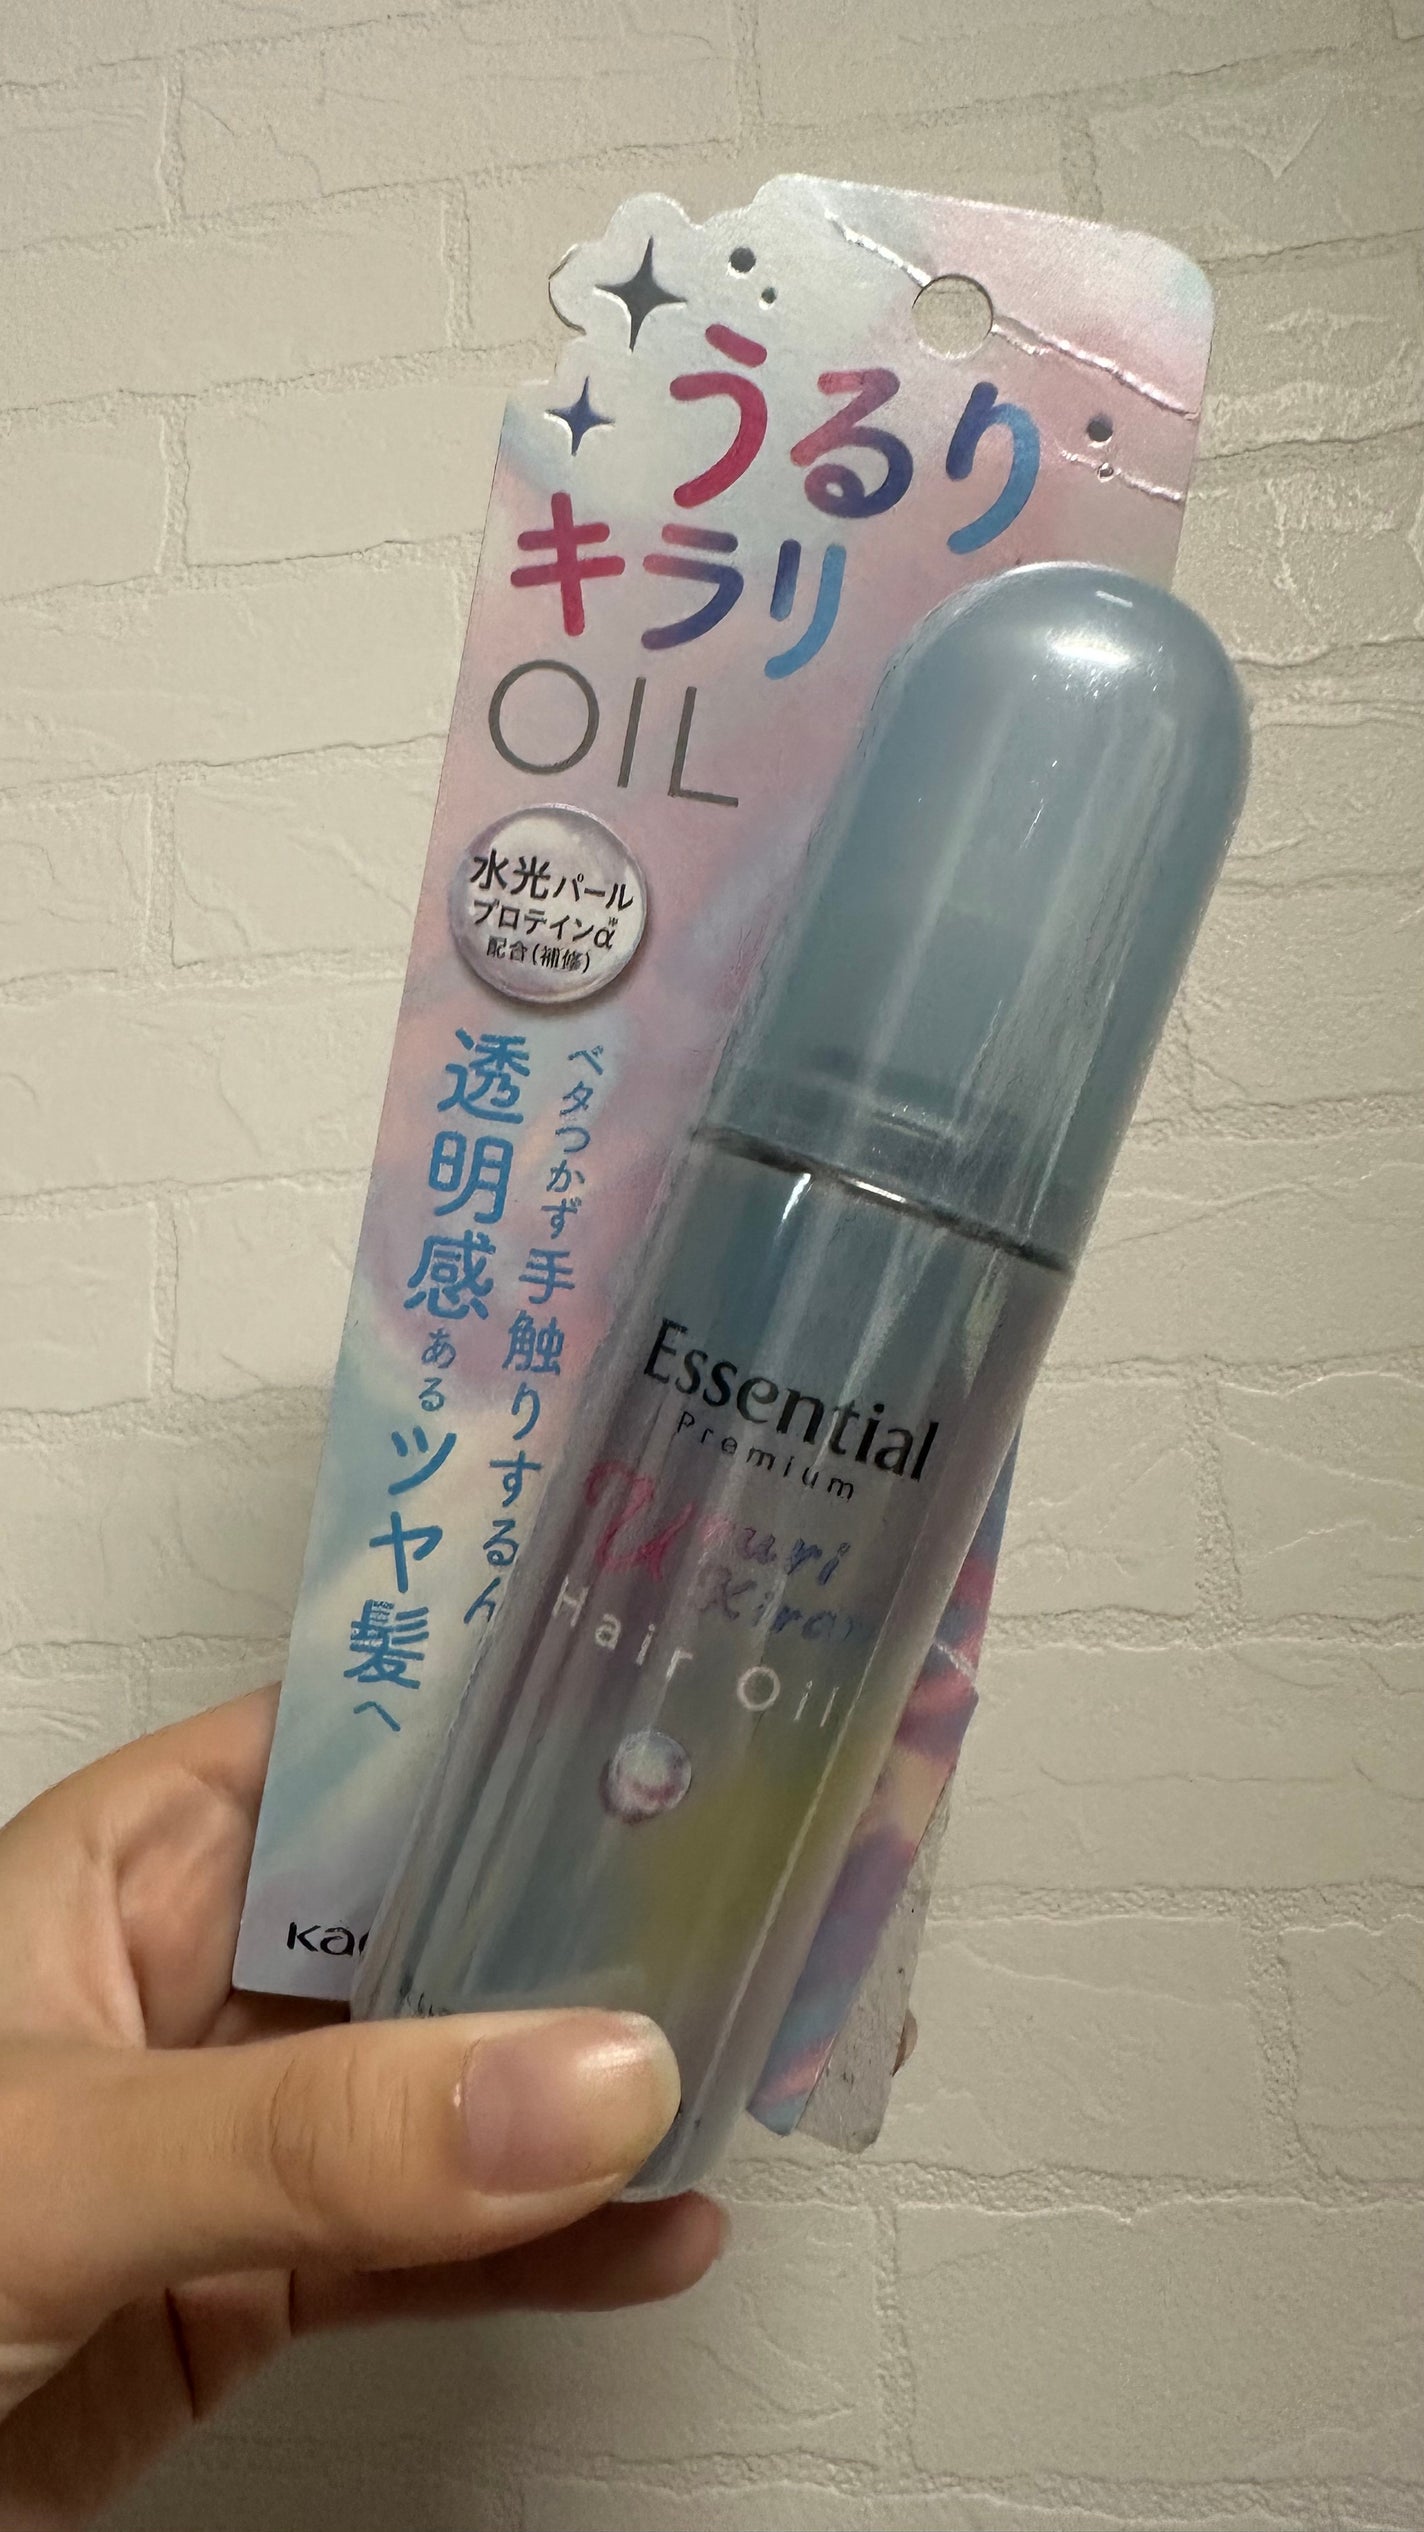 うるり
キラリ
OIL
水光パール
プロテインα※
配合(補修)
ベタつかず手触りするん
透明感あるツヤ髪へ
Essential
Premium
Hair Oil